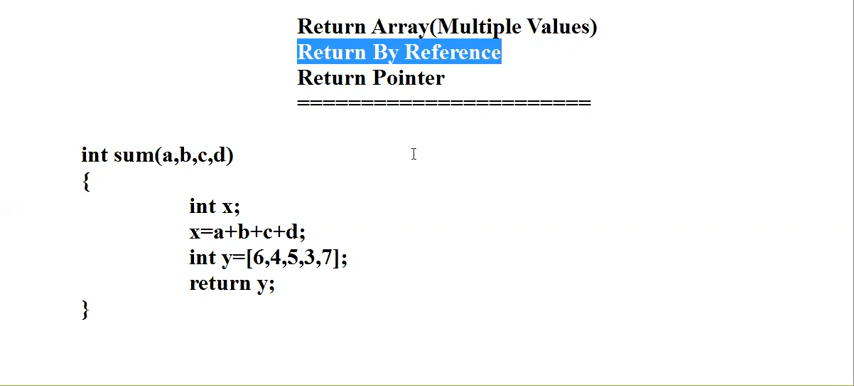 Return Array(Multiple Values)
Return By Reference
Return Pointer
=======================
int sum(a,b,c,d)
{
int x;
x=a+b+c+d;
int y=[6,4,5,3,7];
return y;
}